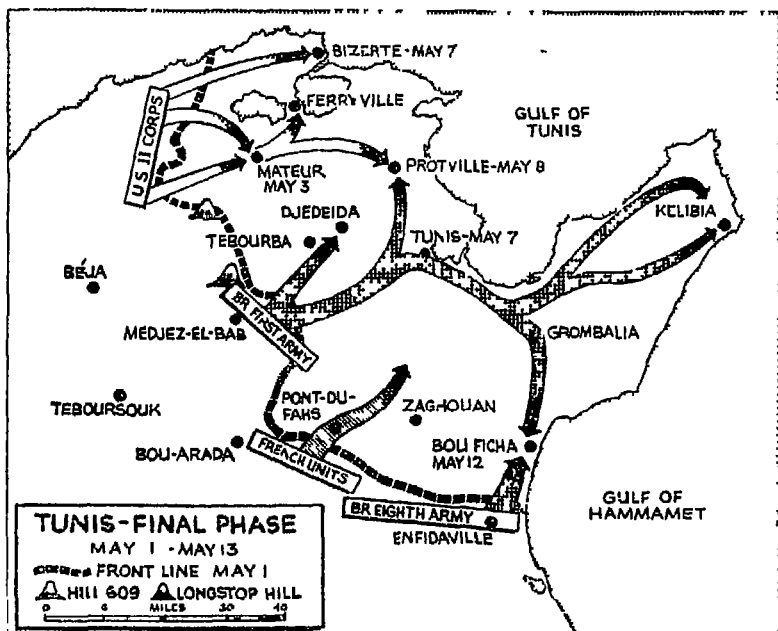 BIZERTE-MAY 7
FERRYVILLE
GULF OF
TUNIS
U S II CORPS
MATEUR
MAY 3
PROTVILLE-MAY 8
DJEDEIDA
KELIBIA
TEBOURBA
TUNIS-MAY 7
BÉJA
BR FIRST ARMY
MEDJEZ-EL-BAB
GROMBALIA
PONT-DU-
FAHS
TEBOURSOUK
ZAGHOUAN
BOU-ARADA
FRENCH UNITS
BOU FICHA
MAY 12
BR EIGHTH ARMY
ENFIDAVILLE
GULF OF
HAMMAMET
TUNIS-FINAL PHASE
MAY 1 - MAY 13
FRONT LINE MAY 1
HILL 609 LONGSTOP HILL
0 MILES 30 40